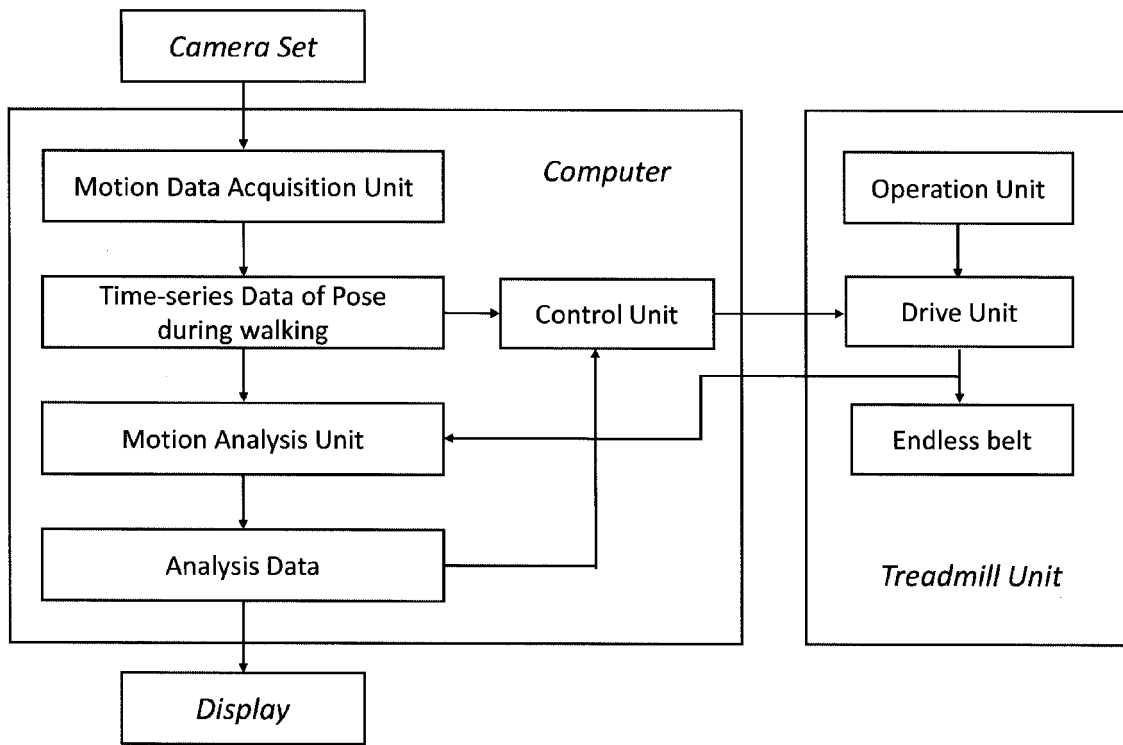 Camera Set
Computer
Motion Data Acquisition Unit
Time-series Data of Pose
during walking
Control Unit
Motion Analysis Unit
Analysis Data
Display
Operation Unit
Drive Unit
Endless belt
Treadmill Unit